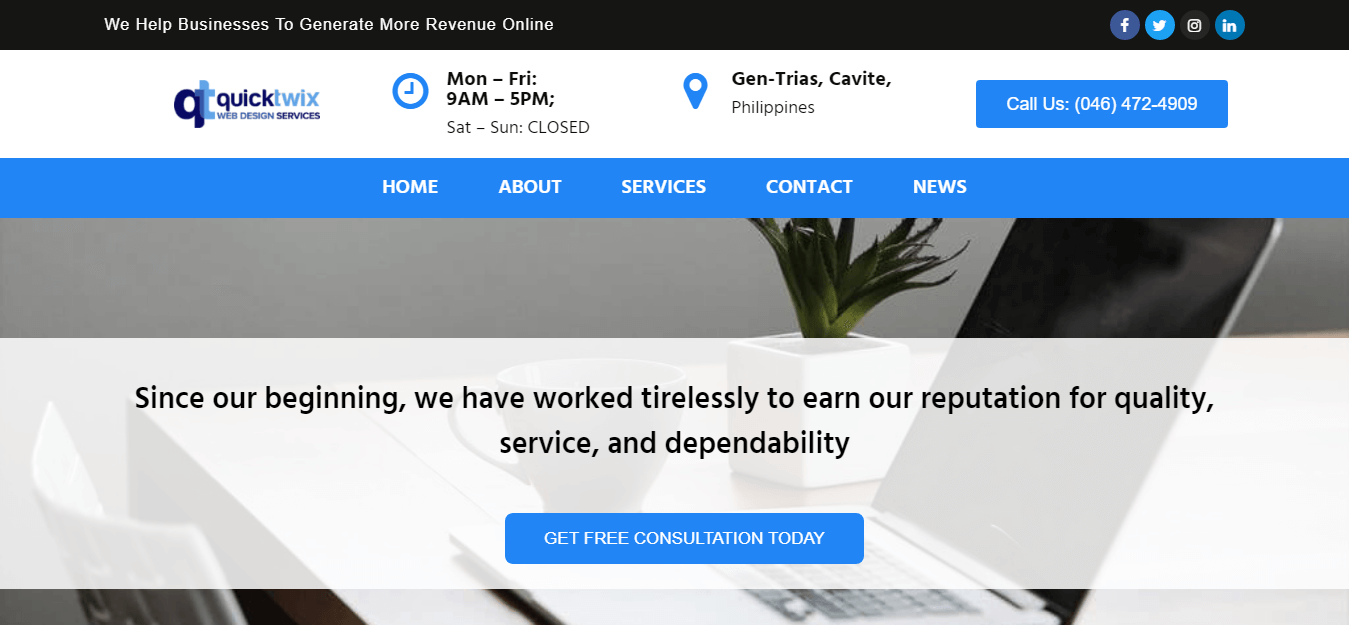 We Help Businesses To Generate More Revenue Online
qt quicktwix
WEB DESIGN SERVICES
Mon – Fri:
9AM – 5PM;
Sat – Sun: CLOSED
Gen-Trias, Cavite,
Philippines
Call Us: (046) 472-4909
HOME ABOUT SERVICES CONTACT NEWS
Since our beginning, we have worked tirelessly to earn our reputation for quality,
service, and dependability
GET FREE CONSULTATION TODAY